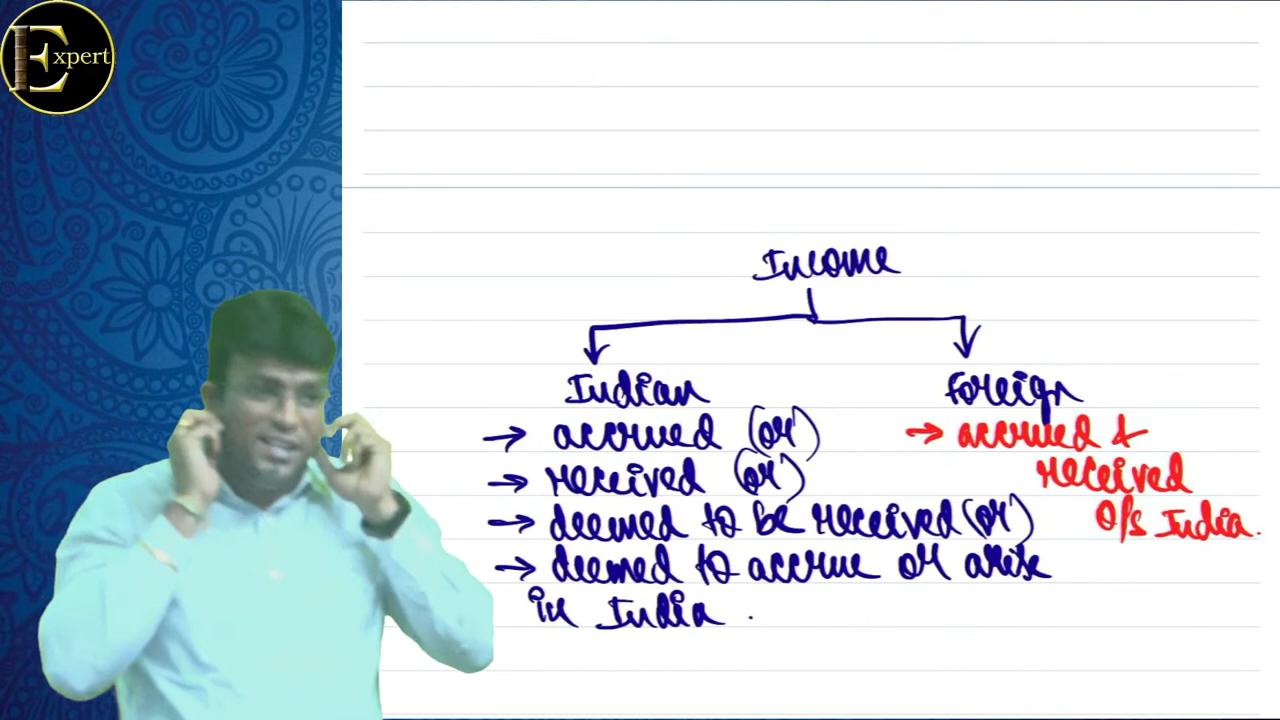 Expert
Income
Indian
→ accrued (or)
→ received (or)
→ deemed to be received (or)
→ deemed to accrue or arise
in India.
Foreign
→ accrued &
received
O/s India.